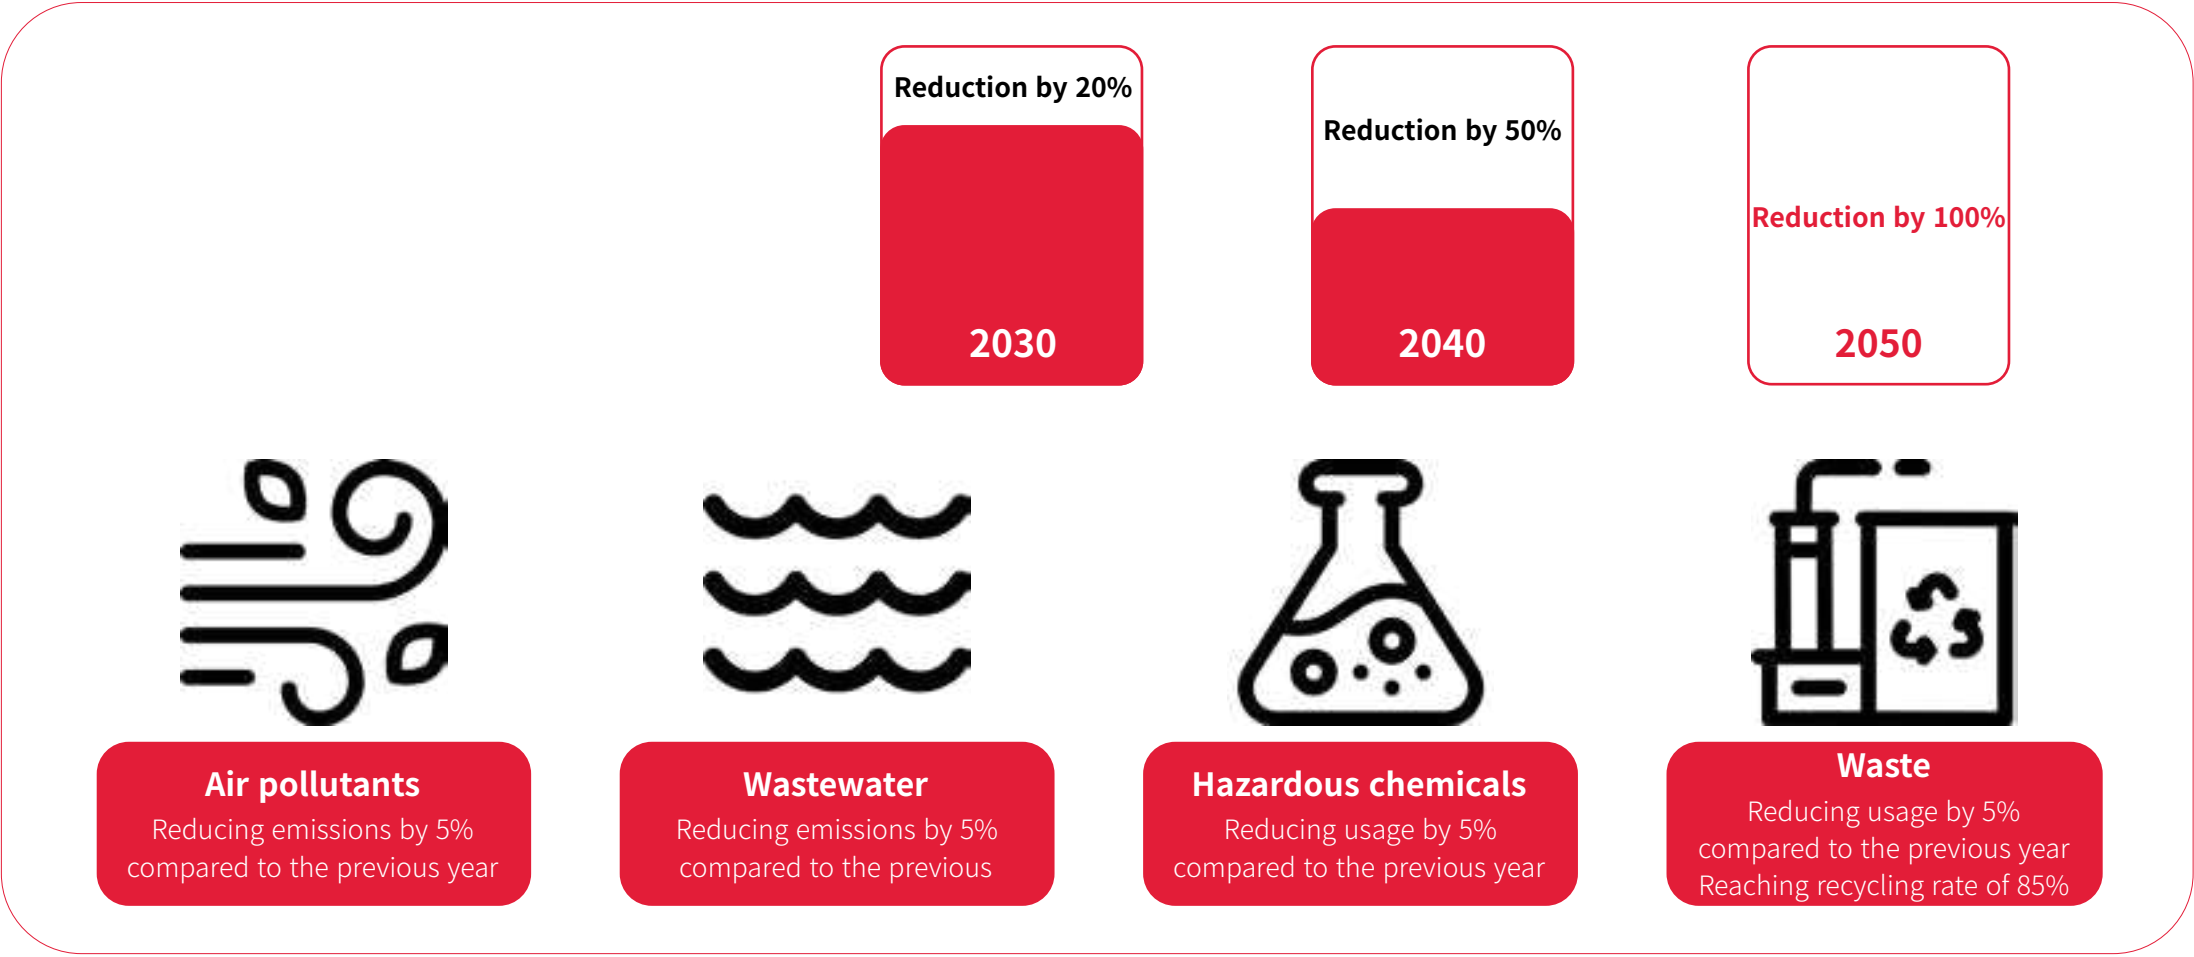 Reduction by 20%
2030
Reduction by 50%
2040
Reduction by 100%
2050
Air pollutants
Reducing emissions by 5%
compared to the previous year
Wastewater
Reducing emissions by 5%
compared to the previous
Hazardous chemicals
Reducing usage by 5%
compared to the previous year
Waste
Reducing usage by 5%
compared to the previous year
Reaching recycling rate of 85%